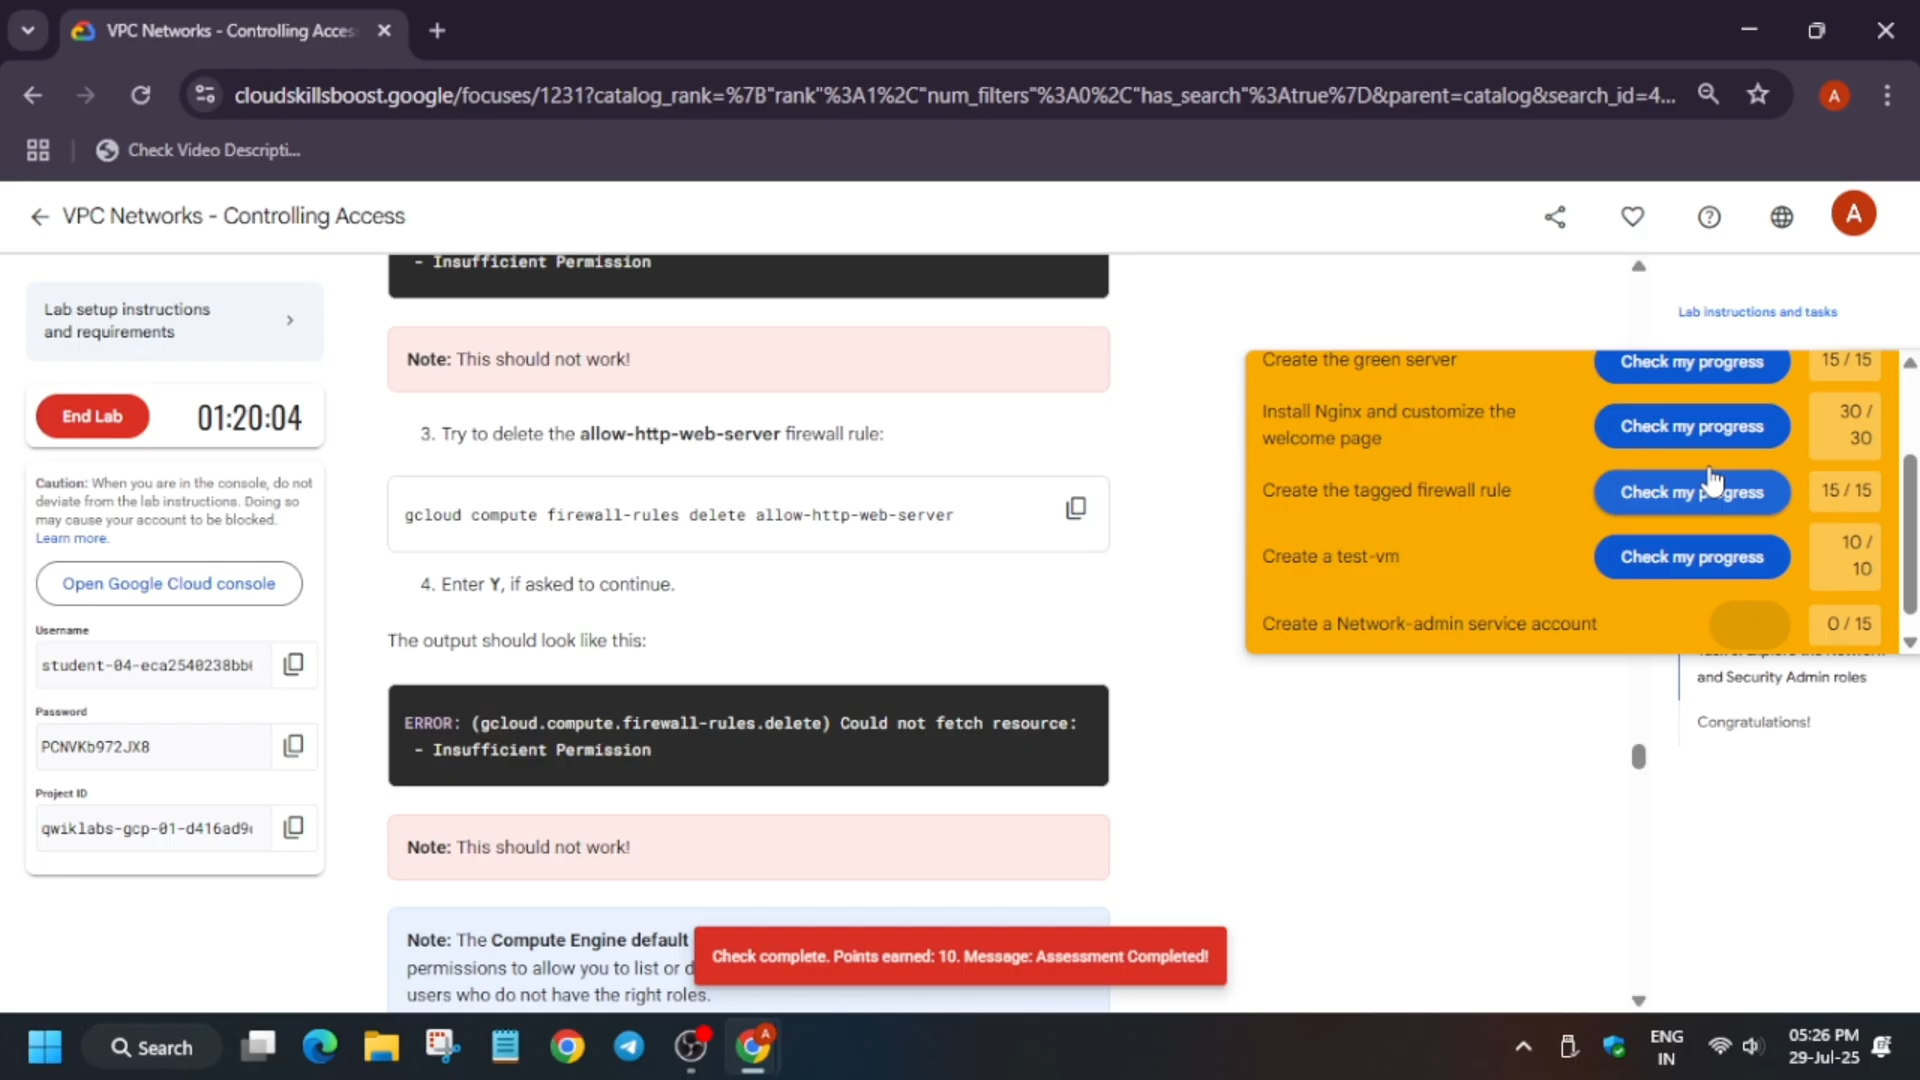 VPC Networks - Controlling Acces
cloudskillsboost.google/focuses/1231?catalog_rank=%7B"rank"%3A1%2C"num_filters"%3A0%2C"has_search"%3Atrue%7D&parent=catalog&search_id=4...
A
Check Video Descripti...
VPC Networks - Controlling Access
A
Lab setup instructions
and requirements
End Lab
01:20:04
Caution: When you are in the console, do not
deviate from the lab instructions. Doing so
may cause your account to be blocked.
Learn more.
Open Google Cloud console
Username
student-04-eca2540238bb
Password
PCNVKb972JX8
Project ID
qwiklabs-gcp-01-d416ad9
- Insufficient Permission
Note: This should not work!
3. Try to delete the allow-http-web-server firewall rule:
gcloud compute firewall-rules delete allow-http-web-server
4. Enter Y, if asked to continue.
The output should look like this:
ERROR: (gcloud.compute.firewall-rules.delete) Could not fetch resource:
- Insufficient Permission
Note: This should not work!
Note: The Compute Engine default
permissions to allow you to list or d
users who do not have the right roles.
Check complete. Points earned: 10. Message: Assessment Completed!
Lab instructions and tasks
Create the green server
Check my progress
15 / 15
Install Nginx and customize the
welcome page
Check my progress
30 /
30
Create the tagged firewall rule
Check my progress
15 / 15
Create a test-vm
Check my progress
10 /
10
Create a Network-admin service account
0 / 15
and Security Admin roles
Congratulations!
Search
A
ENG
IN
05:26 PM
29-Jul-25